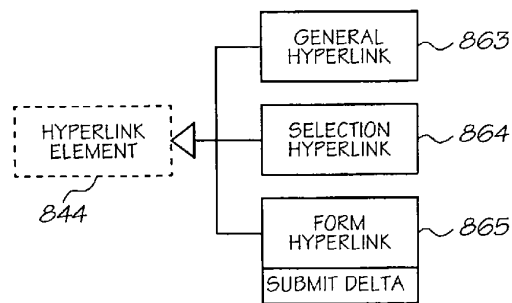 GENERAL
HYPERLINK
863
HYPERLINK
ELEMENT
844
SELECTION
HYPERLINK
864
FORM
HYPERLINK
865
SUBMIT DELTA